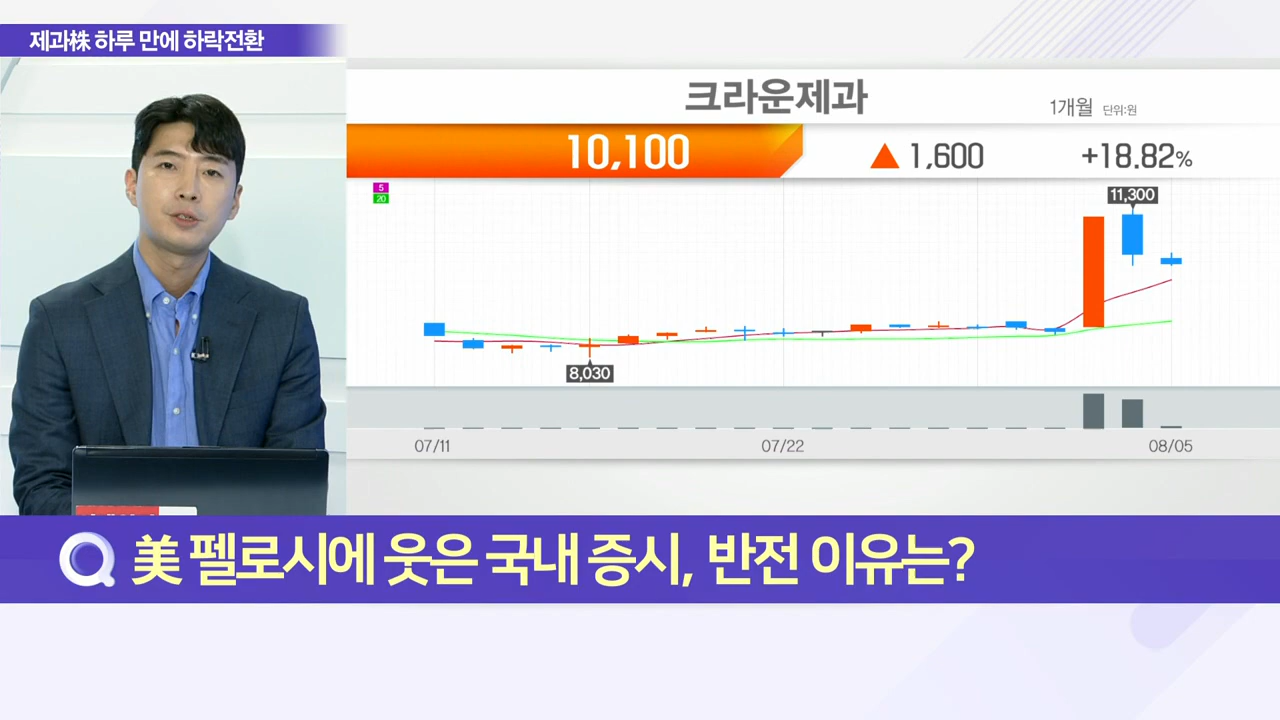 제과株 하루 만에 하락전환
크라운제과
1개월 단위:원
10,100 ▲ 1,600 +18.82%
5
20
11,300
8,030
07/11 07/22 08/05
美 펠로시에 웃은 국내 증시, 반전 이유는?